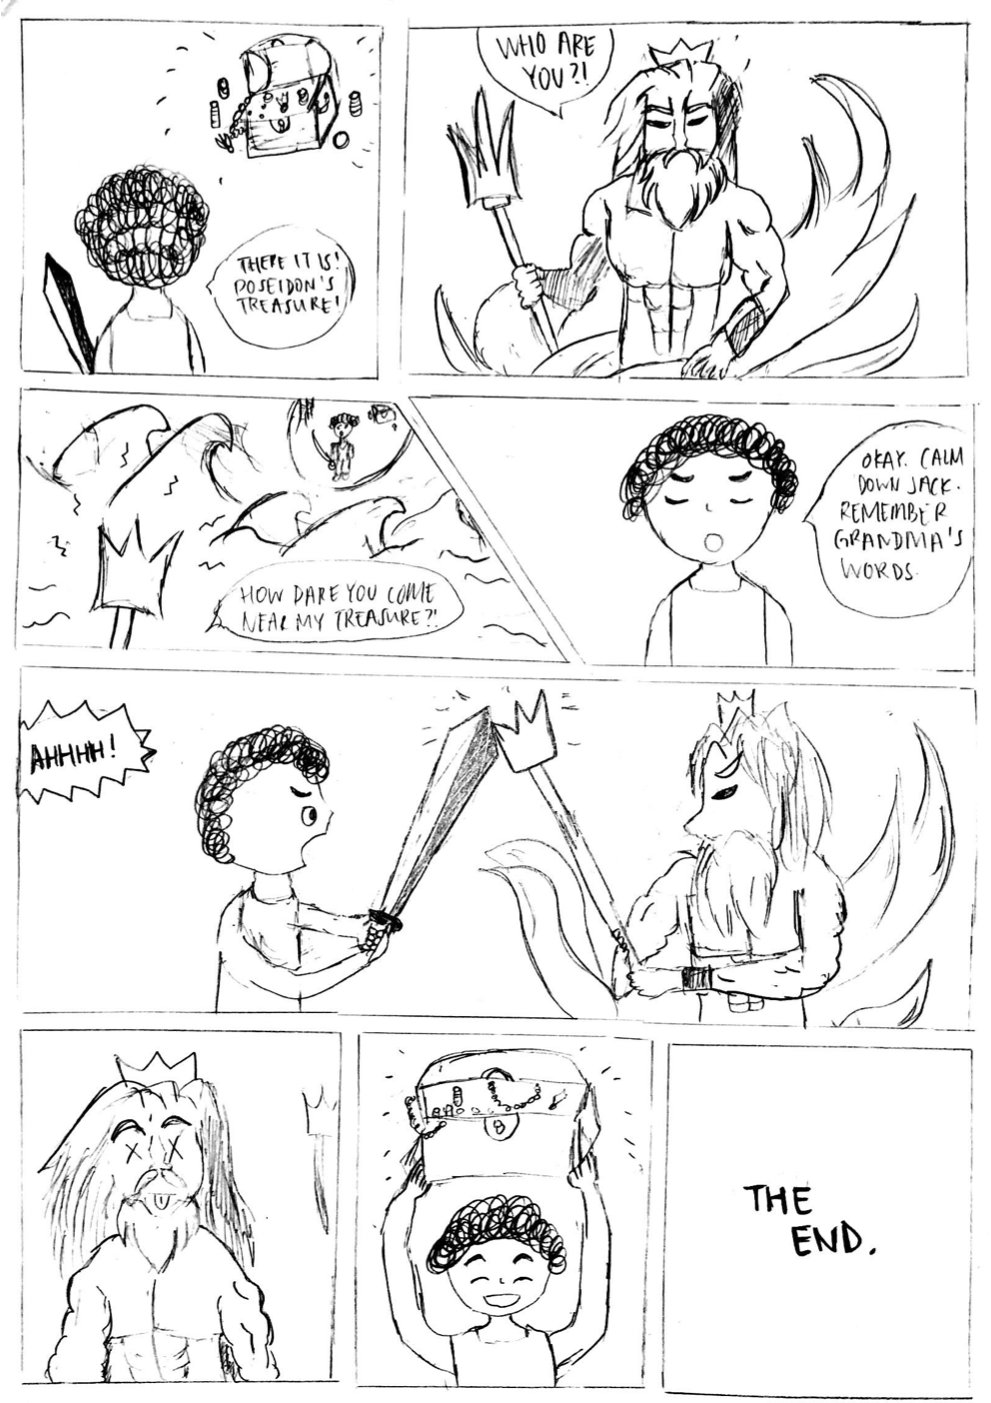 THERE IT IS!
POSEIDON'S
TREASURE!
WHO ARE
YOU?!
HOW DARE YOU COME
NEAR MY TREASURE?!
OKAY. CALM
DOWN JACK.
REMEMBER
GRANDMA'S
WORDS.
AHHHH!
THE
END.